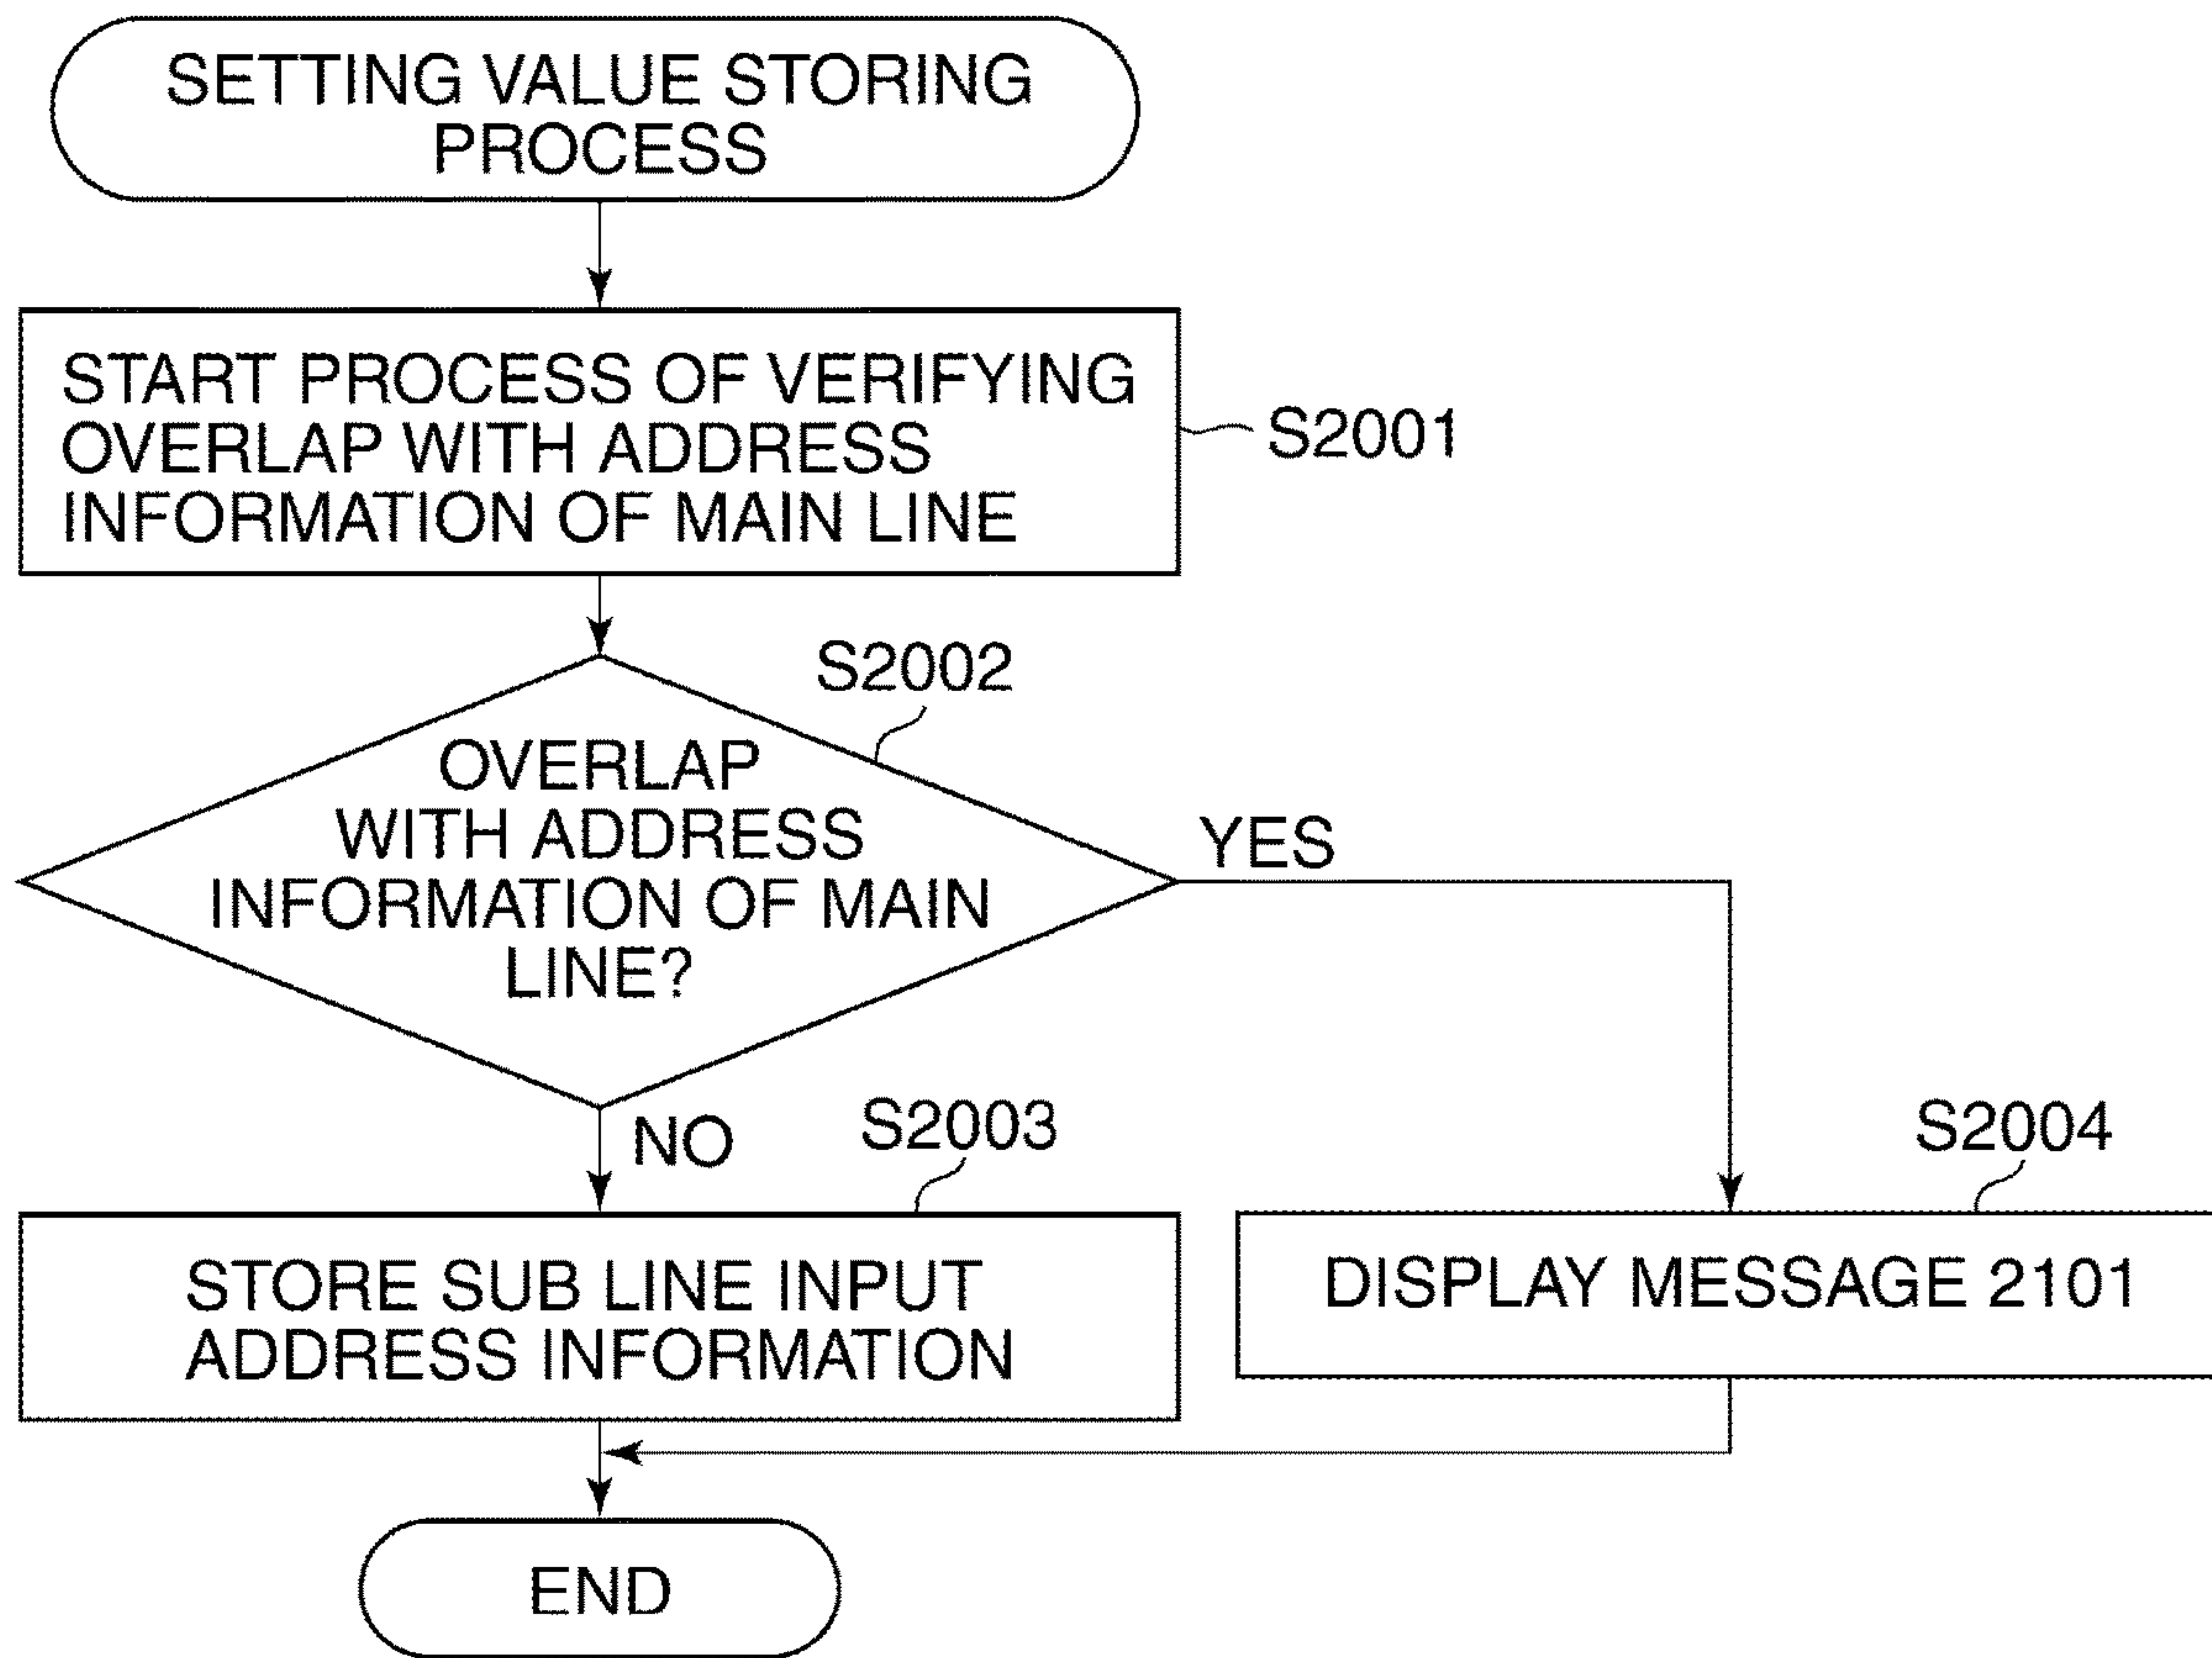 SETTING VALUE STORING
PROCESS
START PROCESS OF VERIFYING
OVERLAP WITH ADDRESS
INFORMATION OF MAIN LINE
S2001
S2002
OVERLAP
WITH ADDRESS
INFORMATION OF MAIN
LINE?
YES
NO
S2003
STORE SUB LINE INPUT
ADDRESS INFORMATION
S2004
DISPLAY MESSAGE 2101
END